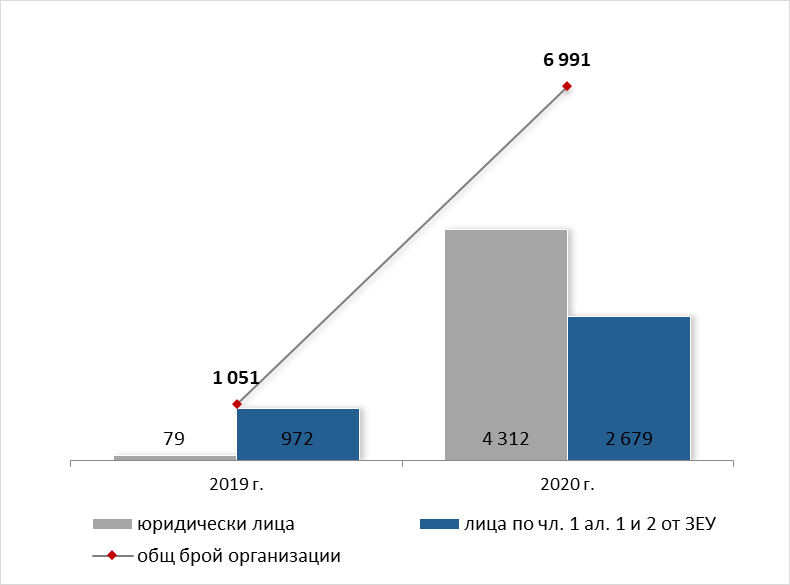 6 991
1 051
79
972
4 312
2 679
2019 г.
2020 г.
юридически лица
лица по чл. 1 ал. 1 и 2 от ЗЕУ
общ брой организации